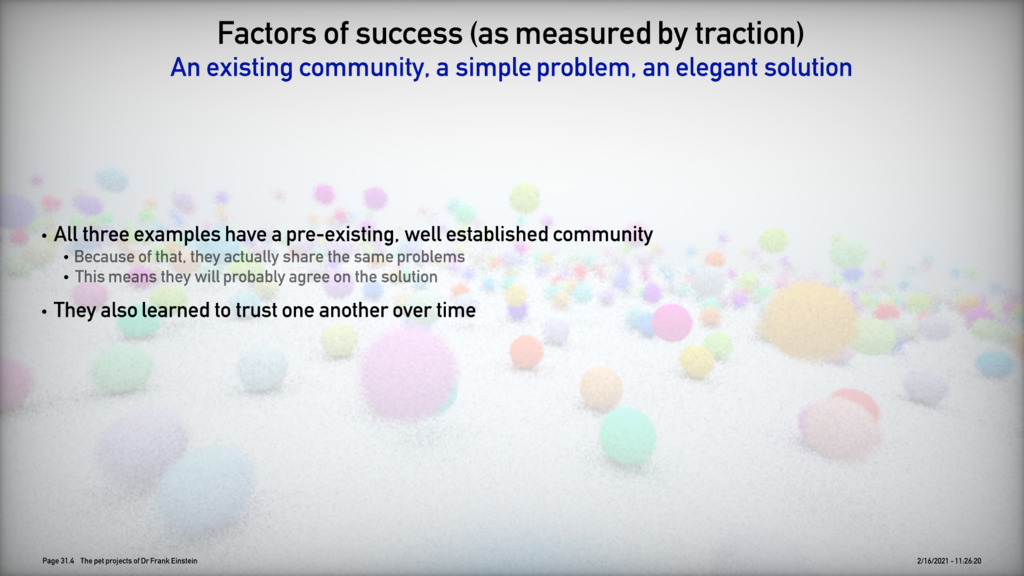 Factors of success (as measured by traction)
An existing community, a simple problem, an elegant solution
• All three examples have a pre-existing, well established community
• Because of that, they actually share the same problems
• This means they will probably agree on the solution
• They also learned to trust one another over time
Page 31.4 The pet projects of Dr Frank Einstein
2/16/2021 - 11:26:20